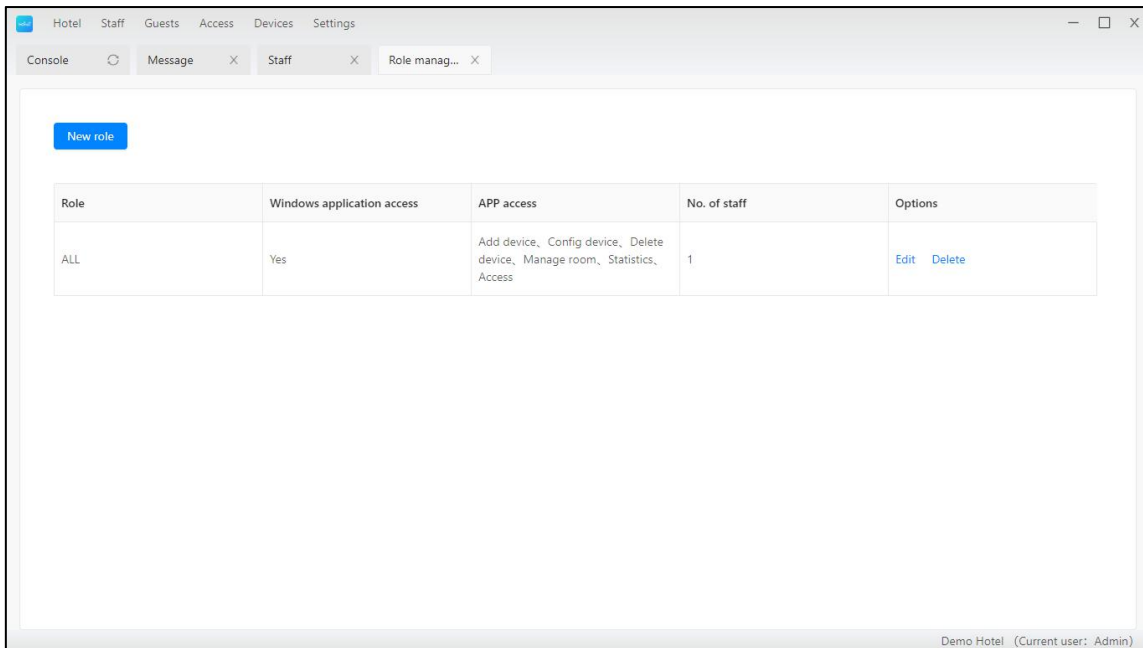 Hotel Staff Guests Access Devices Settings
Console Message Staff Role manag...
New role
Role Windows application access APP access No. of staff Options
ALL Yes Add device、Config device、Delete
device、Manage room、Statistics、
Access 1 Edit Delete
Demo Hotel （Current user：Admin）